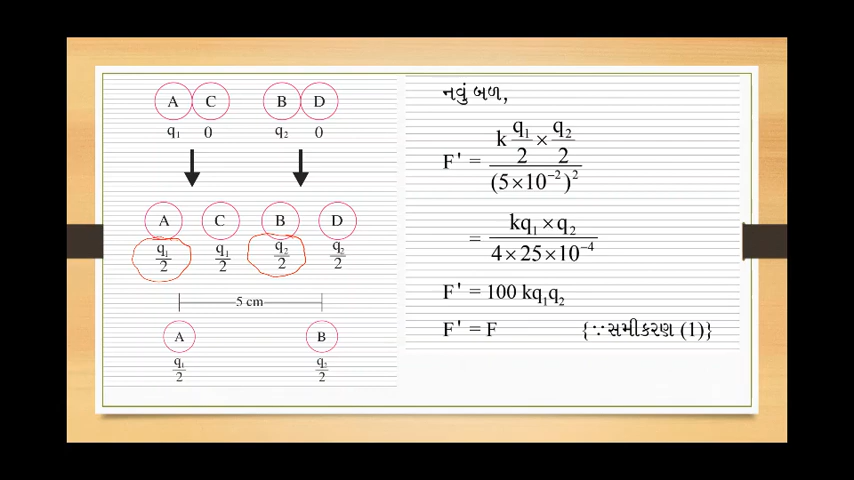 A C B D
q₁ 0 q₂ 0
A C B D
q₁/2 q₁/2 q₂/2 q₂/2
5 cm
A B
q₁/2 q₂/2
નવું બળ,
F' = k q₁/2 × q₂/2 / (5×10⁻²)²
= kq₁×q₂ / 4×25×10⁻⁴
F' = 100 kq₁q₂
F' = F {∵સમીકરણ (1)}